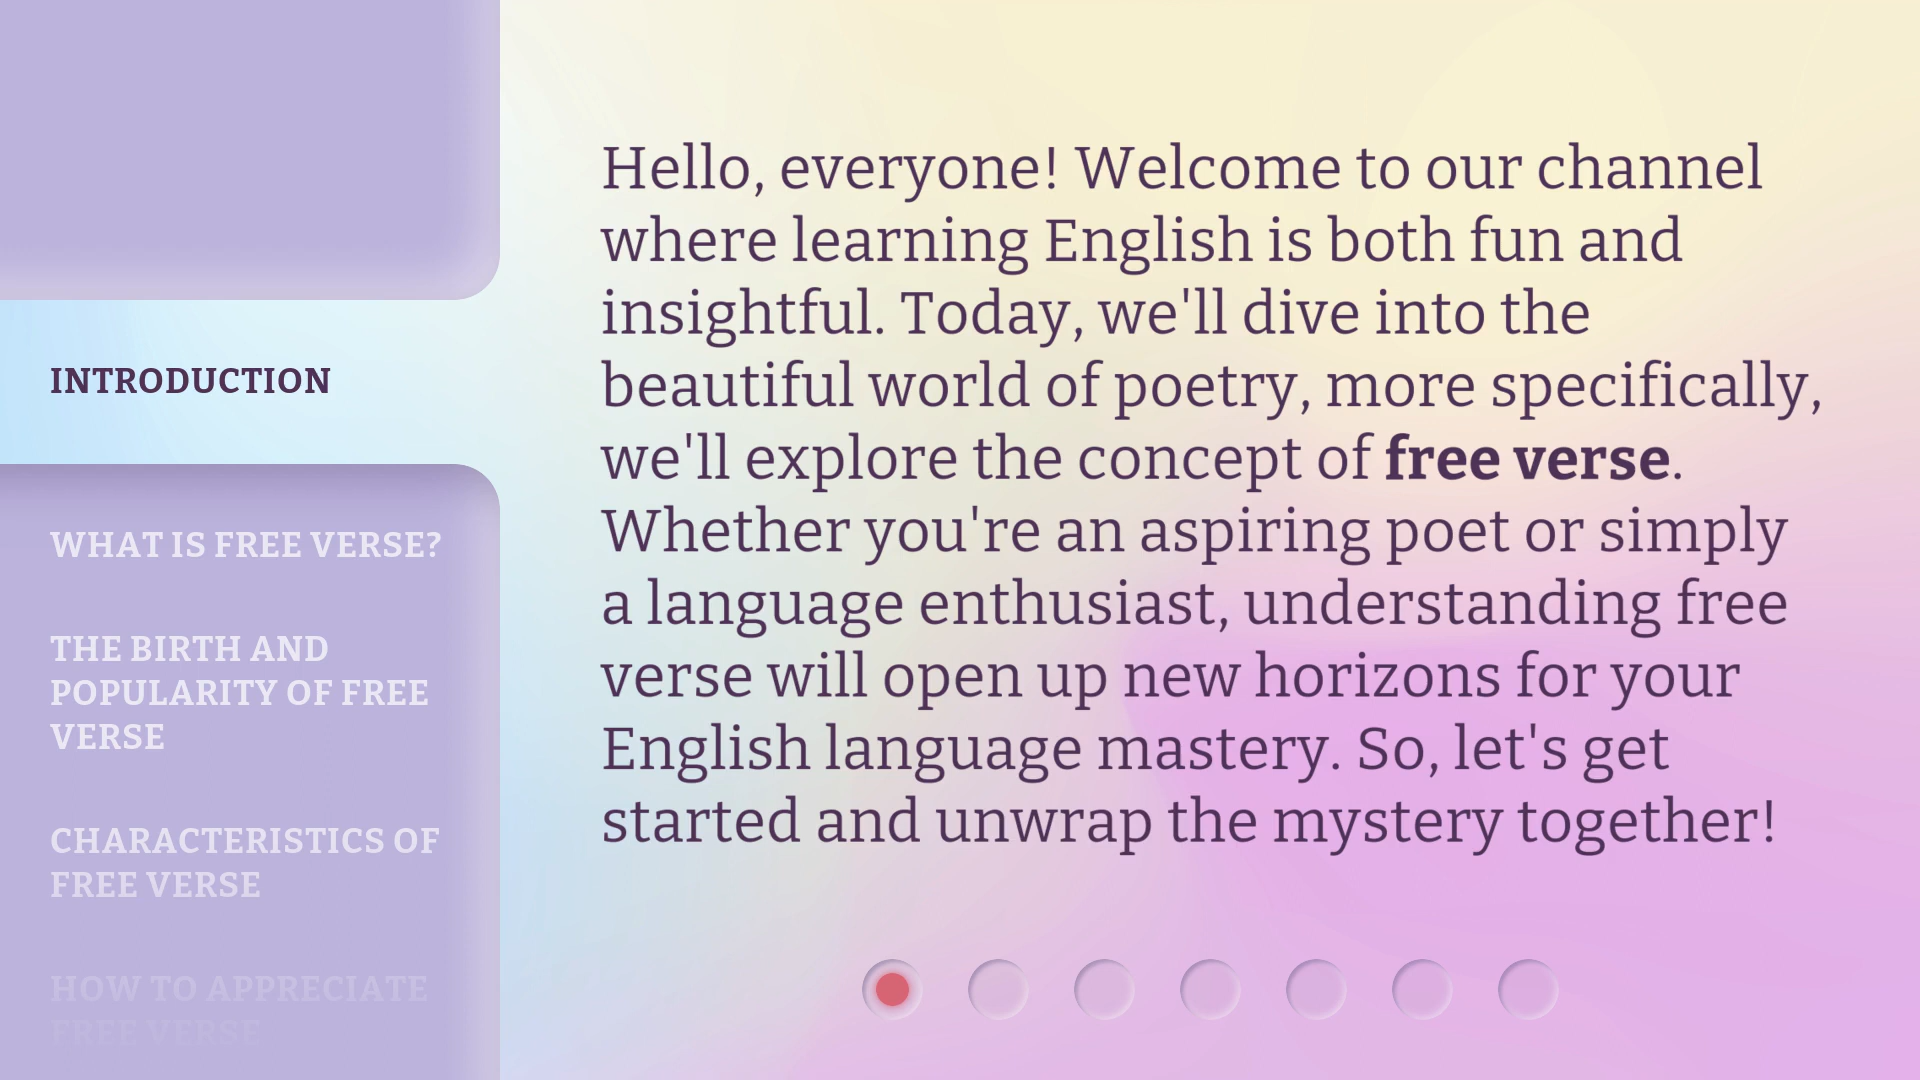 INTRODUCTION
WHAT IS FREE VERSE?
THE BIRTH AND
POPULARITY OF FREE
VERSE
CHARACTERISTICS OF
FREE VERSE
HOW TO APPRECIATE
FREE VERSE
Hello, everyone! Welcome to our channel
where learning English is both fun and
insightful. Today, we'll dive into the
beautiful world of poetry, more specifically,
we'll explore the concept of free verse.
Whether you're an aspiring poet or simply
a language enthusiast, understanding free
verse will open up new horizons for your
English language mastery. So, let's get
started and unwrap the mystery together!